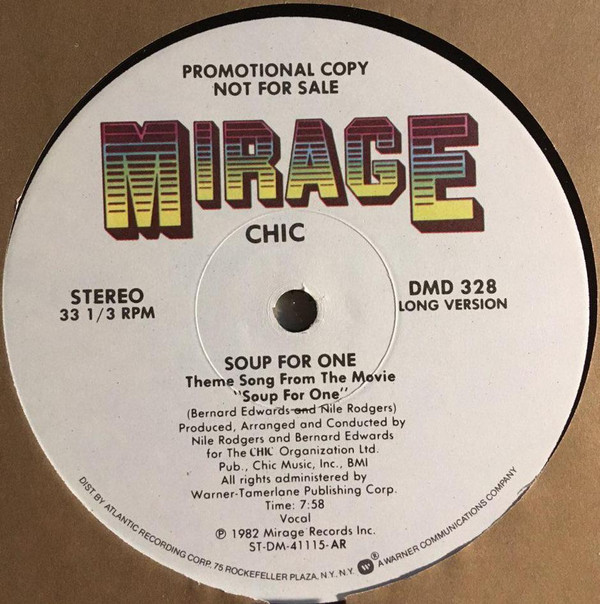 PROMOTIONAL COPY
NOT FOR SALE
MIRAGE
CHIC
STEREO
33 1/3 RPM
DMD 328
LONG VERSION
SOUP FOR ONE
Theme Song From The Movie
"Soup For One"
(Bernard Edwards and Nile Rodgers)
Produced, Arranged and Conducted by
Nile Rodgers and Bernard Edwards
for The CHIC Organization Ltd.
Pub., Chic Music, Inc., BMI
All rights administered by
Warner-Tamerlane Publishing Corp.
Time: 7:58
Vocal
℗ 1982 Mirage Records Inc.
ST-DM-41115-AR
DIST. BY ATLANTIC RECORDING CORP. 75 ROCKEFELLER PLAZA, N.Y. N.Y. W ® A WARNER COMMUNICATIONS COMPANY